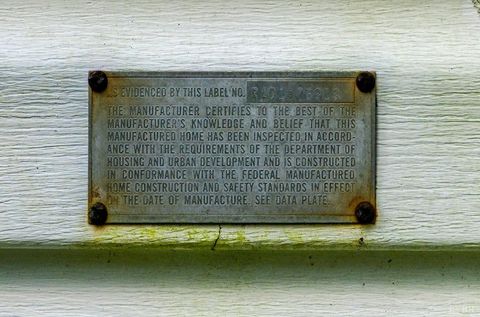 AS EVIDENCED BY THIS LABEL NO.
THE MANUFACTURER CERTIFIES TO THE BEST OF THE
MANUFACTURER'S KNOWLEDGE AND BELIEF THAT THIS
MANUFACTURED HOME HAS BEEN INSPECTED IN ACCORD-
ANCE WITH THE REQUIREMENTS OF THE DEPARTMENT OF
HOUSING AND URBAN DEVELOPMENT AND IS CONSTRUCTED
IN CONFORMANCE WITH THE FEDERAL MANUFACTURED
HOME CONSTRUCTION AND SAFETY STANDARDS IN EFFECT
ON THE DATE OF MANUFACTURE. SEE DATA PLATE.